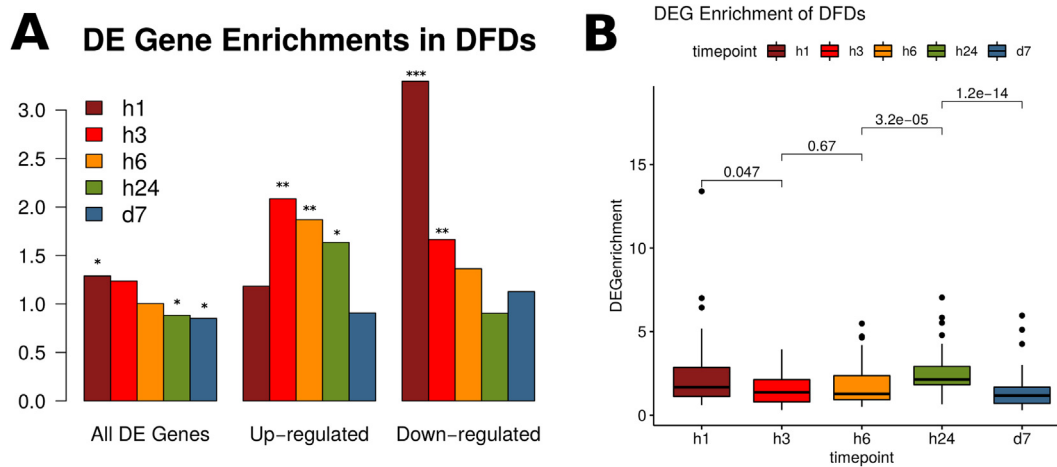 A DE Gene Enrichments in DFDs
h1
h3
h6
h24
d7
3.0
2.5
2.0
1.5
1.0
0.5
0.0
*
*
*
**
**
*
***
**
All DE Genes Up-regulated Down-regulated
B DEG Enrichment of DFDs
timepoint h1 h3 h6 h24 d7
1.2e-14
3.2e-05
0.67
0.047
DEGenrichment
15
10
5
0
h1 h3 h6 h24 d7
timepoint